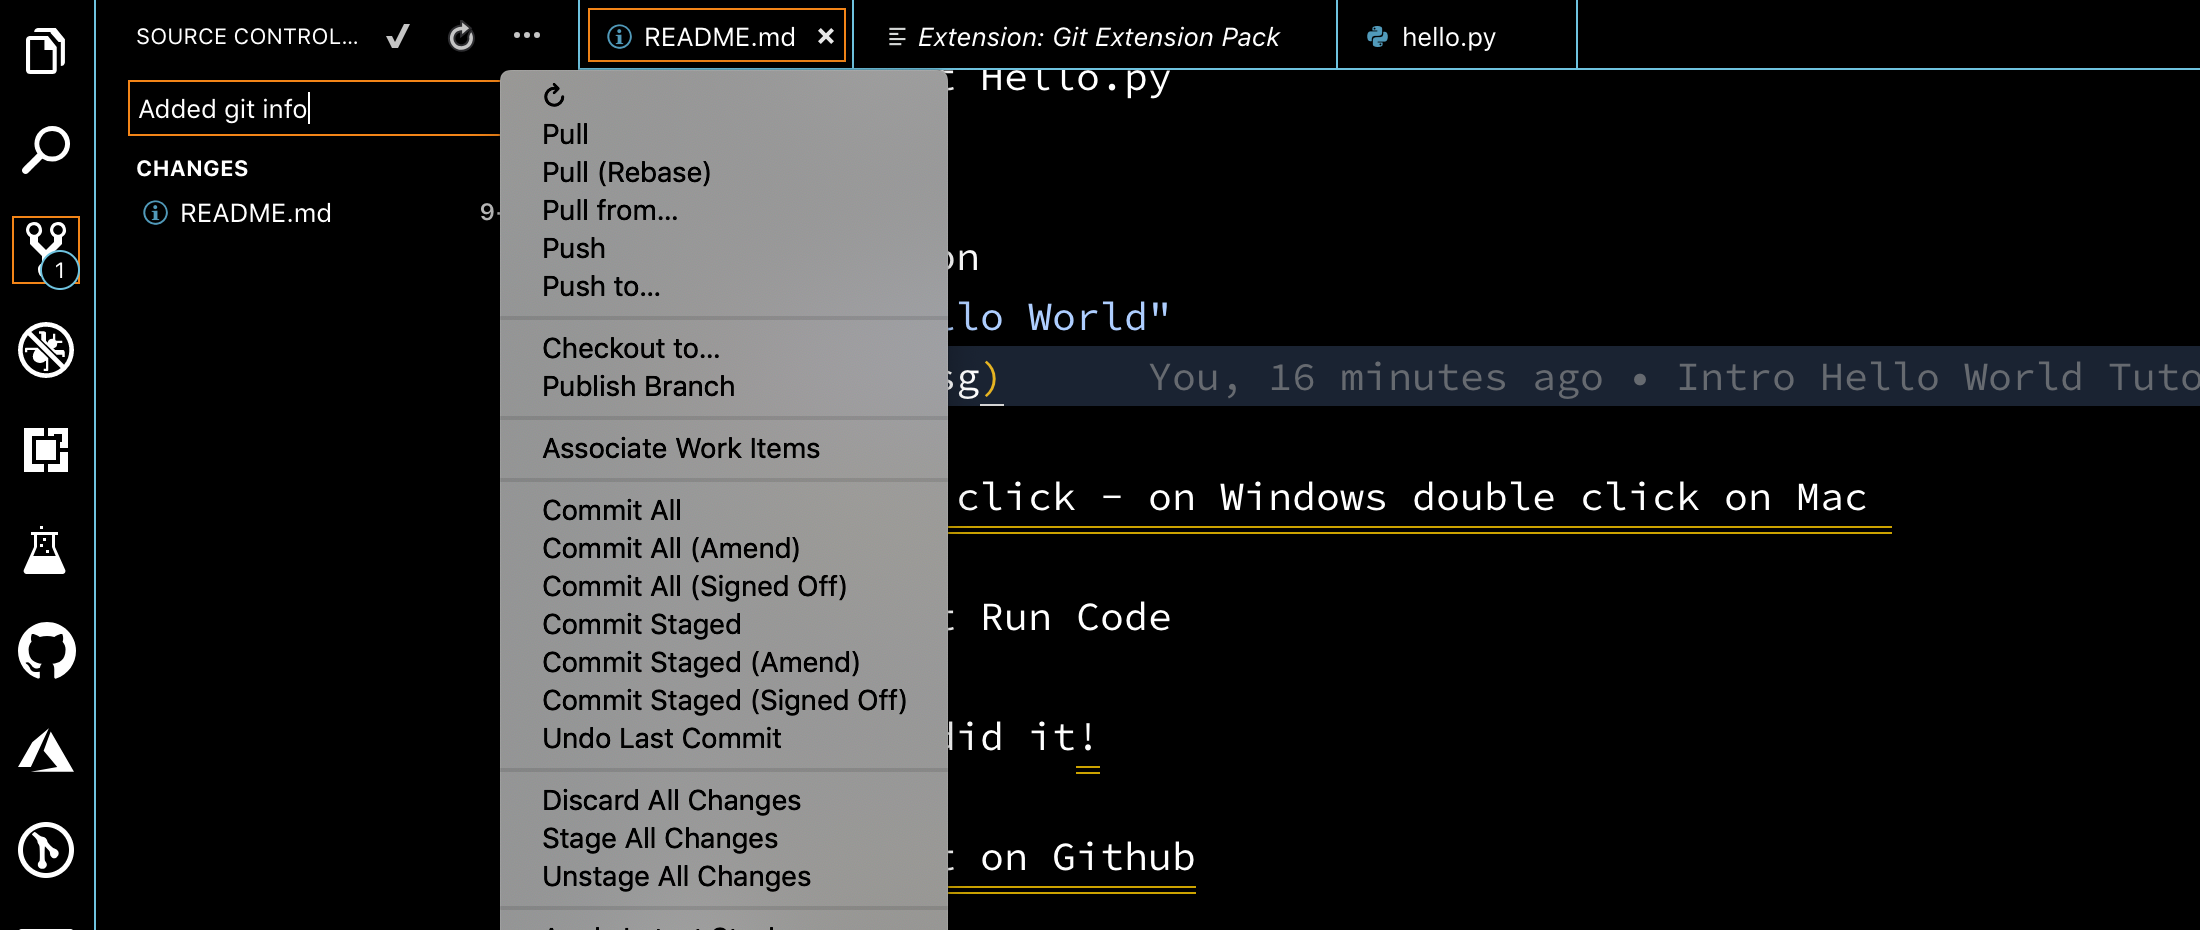 SOURCE CONTROL...
README.md
Extension: Git Extension Pack
hello.py
Added git info
CHANGES
README.md
9
1
Pull
Pull (Rebase)
Pull from...
Push
Push to...
Checkout to...
Publish Branch
Associate Work Items
Commit All
Commit All (Amend)
Commit All (Signed Off)
Commit Staged
Commit Staged (Amend)
Commit Staged (Signed Off)
Undo Last Commit
Discard All Changes
Stage All Changes
Unstage All Changes
Hello.py
on
lo World"
sg) You, 16 minutes ago • Intro Hello World Tuto
click - on Windows double click on Mac
t Run Code
did it!
t on Github